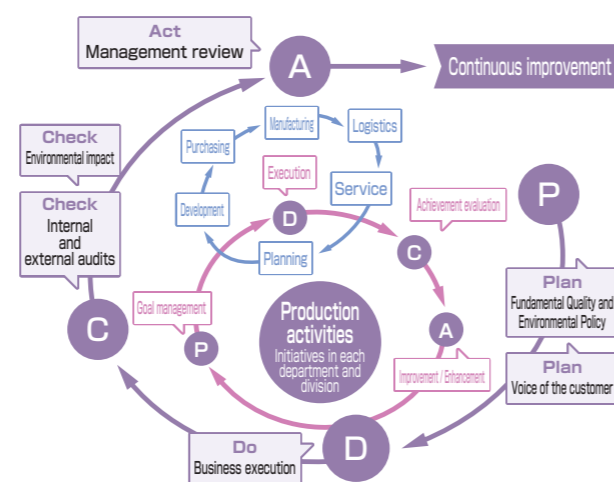 Act
Management review
A
Continuous improvement
Check
Environmental impact
Check
Internal
and
external audits
C
Purchasing
Manufacturing
Logistics
Service
Planning
Development
Execution
D
Achievement evaluation
C
A
Improvement / Enhancement
Goal management
P
Production
activities
Initiatives in each
department and
division
P
Plan
Fundamental Quality and
Environmental Policy
Plan
Voice of the customer
D
Do
Business execution